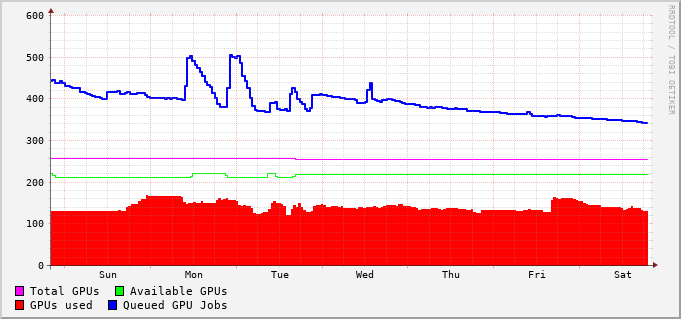 RRDTOOL / TOBI OETIKER
600
500
400
300
200
100
0
Sun Mon Tue Wed Thu Fri Sat
Total GPUs Available GPUs
GPUs used Queued GPU Jobs